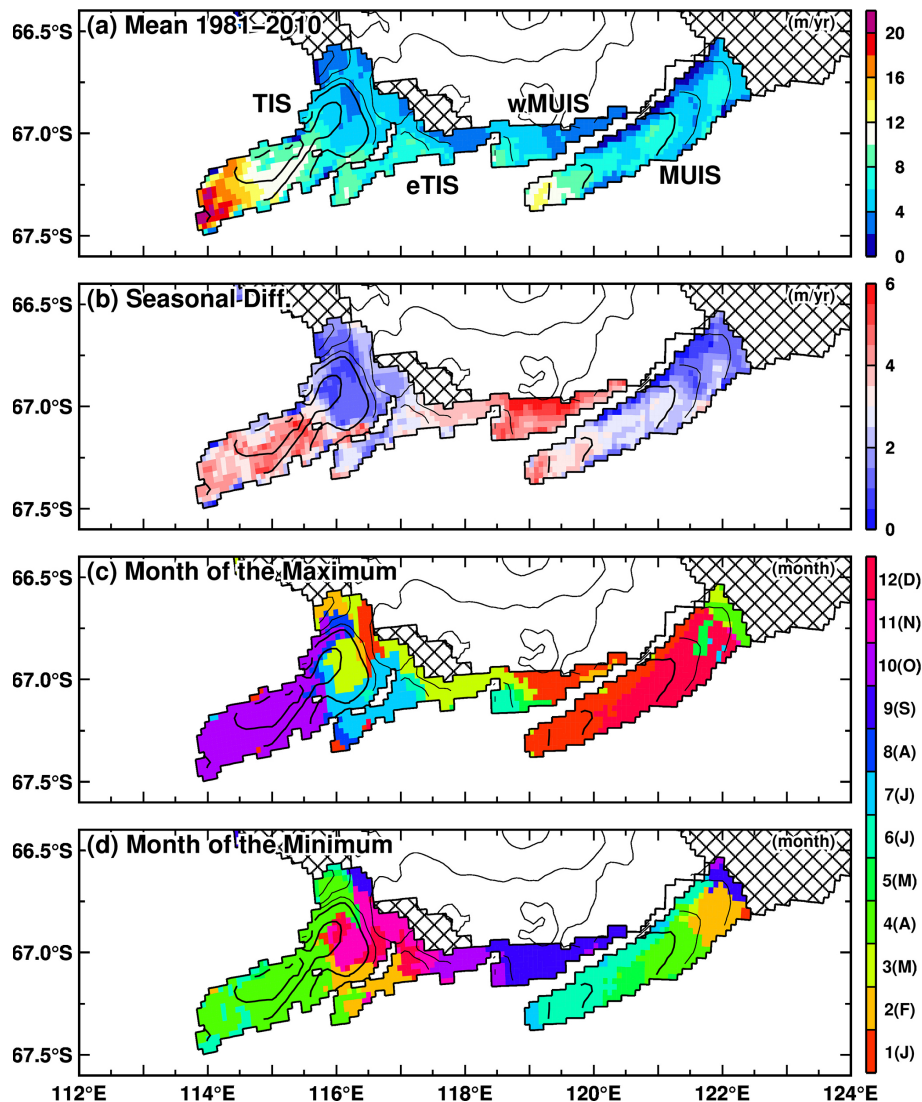 66.5°S
(a) Mean 1981–2010
(m/yr)
20
TIS
wMUIS
16
67.0°S
12
8
eTIS
MUIS
4
67.5°S
0
66.5°S
(b) Seasonal Diff.
(m/yr)
6
4
67.0°S
2
67.5°S
0
66.5°S
(c) Month of the Maximum
(month)
12(D)
11(N)
67.0°S
10(O)
9(S)
67.5°S
8(A)
7(J)
66.5°S
(d) Month of the Minimum
(month)
6(J)
5(M)
4(A)
67.0°S
3(M)
2(F)
67.5°S
1(J)
112°E 114°E 116°E 118°E 120°E 122°E 124°E